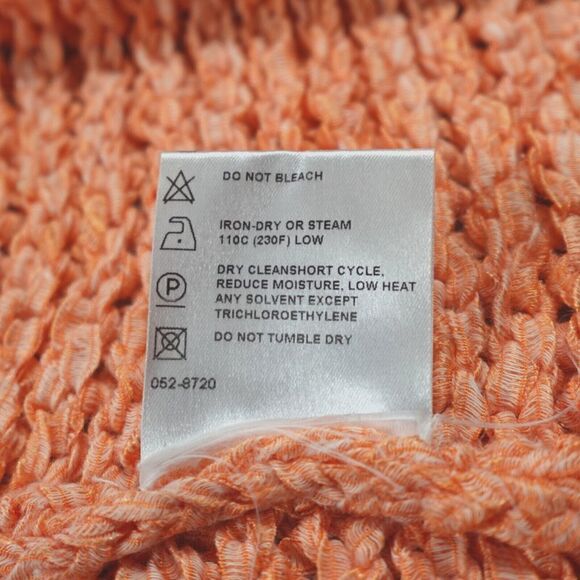 DO NOT BLEACH
IRON-DRY OR STEAM
110C (230F) LOW
DRY CLEANSHORT CYCLE,
REDUCE MOISTURE, LOW HEAT
ANY SOLVENT EXCEPT
TRICHLOROETHYLENE
P
DO NOT TUMBLE DRY
052-8720